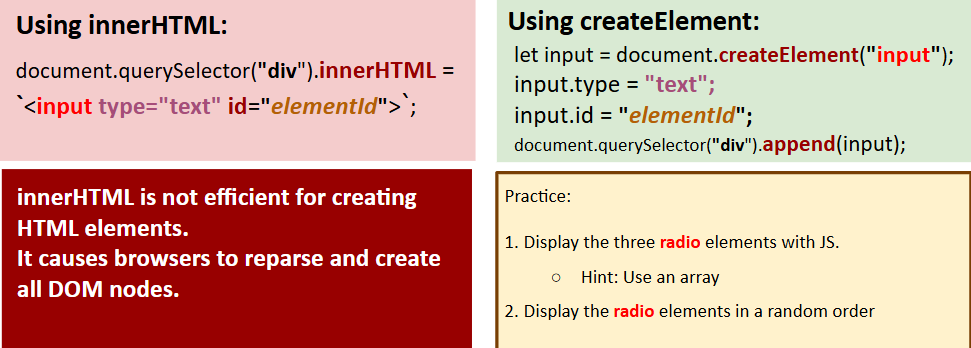 Using innerHTML:
document.querySelector("div").innerHTML =
`<input type="text" id="elementId">`;
innerHTML is not efficient for creating
HTML elements.
It causes browsers to reparse and create
all DOM nodes.
Using createElement:
let input = document.createElement("input");
input.type = "text";
input.id = "elementId";
document.querySelector("div").append(input);
Practice:
1. Display the three radio elements with JS.
○ Hint: Use an array
2. Display the radio elements in a random order